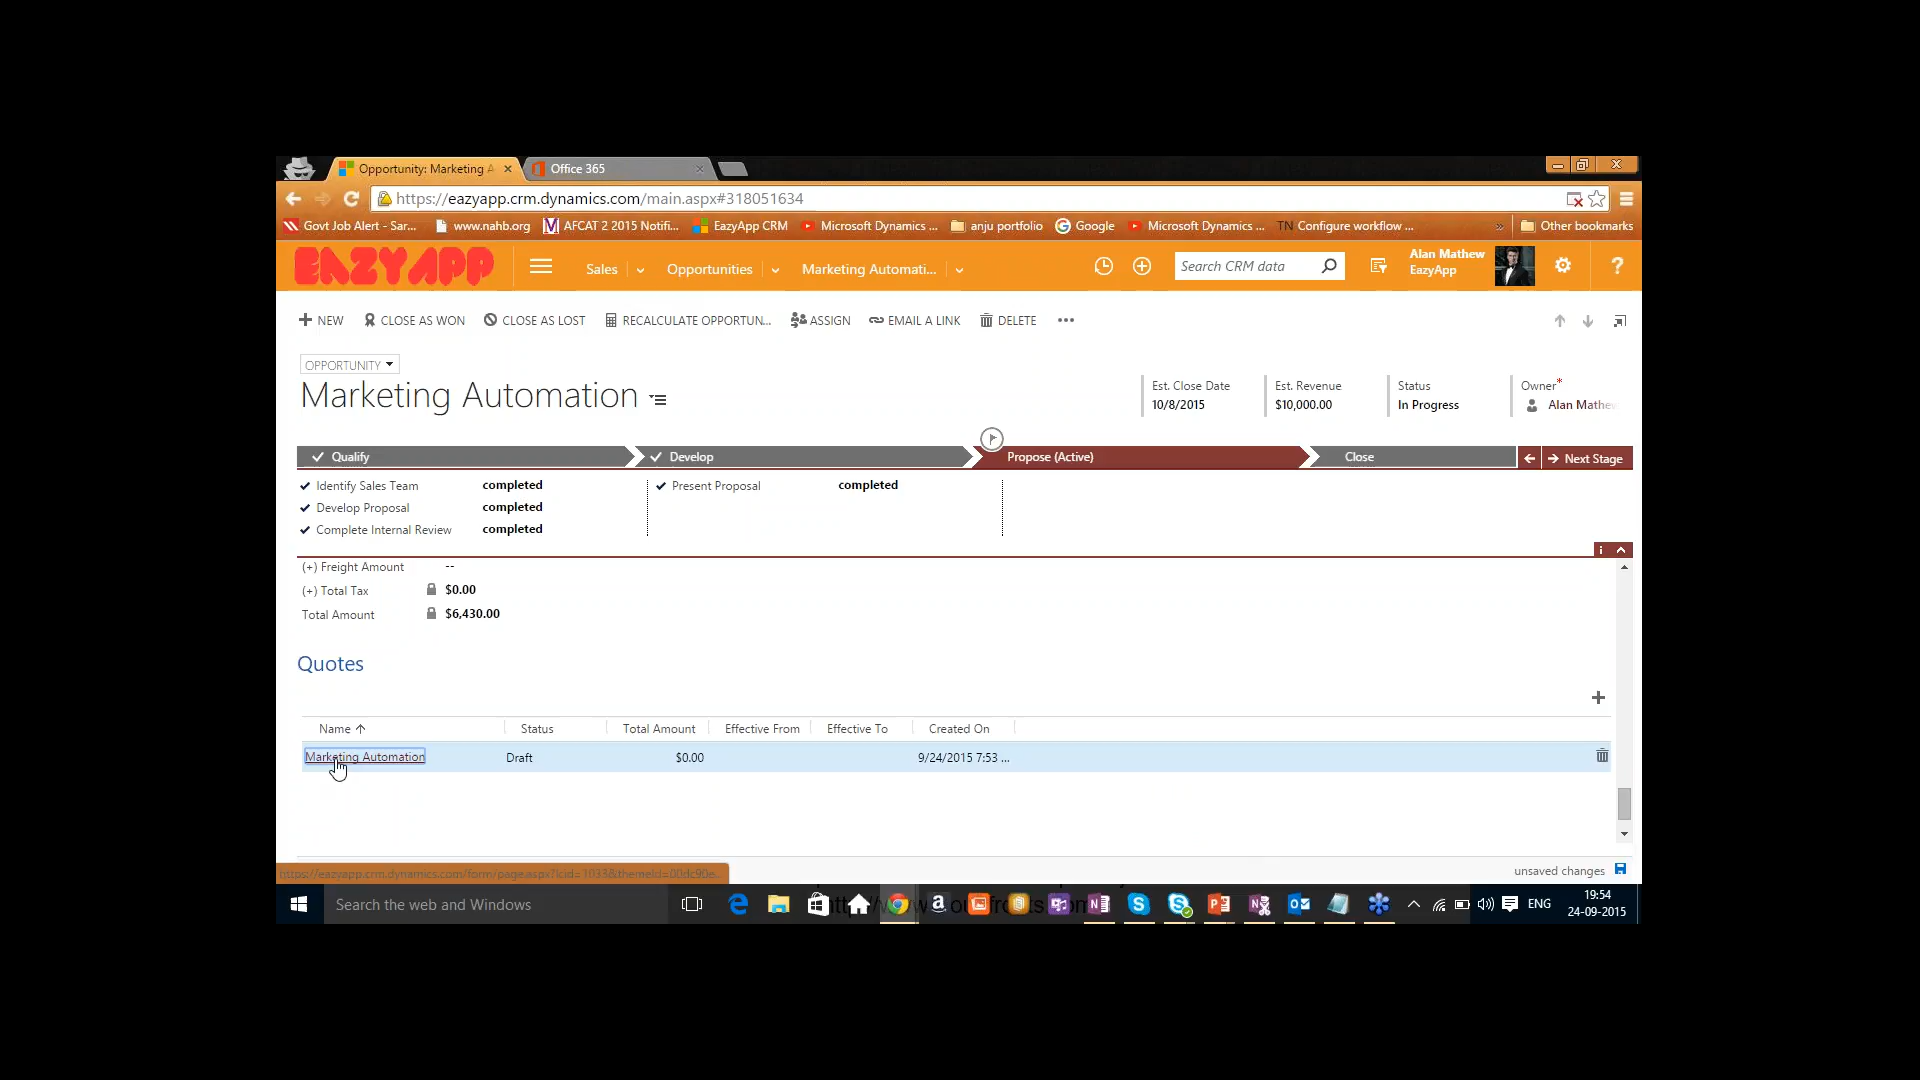 Opportunity: Marketing A
Office 365
https://eazyapp.crm.dynamics.com/main.aspx#318051634
Govt Job Alert - Sar...
www.nahb.org
AFCAT 2 2015 Notifi...
EazyApp CRM
Microsoft Dynamics ...
anju portfolio
Google
Microsoft Dynamics ...
TN Configure workflow ...
» Other bookmarks
EAZYAPP
Sales
Opportunities
Marketing Automati...
Search CRM data
Alan Mathew
EazyApp
?
NEW
CLOSE AS WON
CLOSE AS LOST
RECALCULATE OPPORTUN...
ASSIGN
EMAIL A LINK
DELETE
•••
OPPORTUNITY
Marketing Automation
Est. Close Date
10/8/2015
Est. Revenue
$10,000.00
Status
In Progress
Owner*
Alan Mathew
Qualify
Develop
Propose (Active)
Close
Next Stage
Identify Sales Team completed
Develop Proposal completed
Complete Internal Review completed
Present Proposal completed
(+) Freight Amount --
(+) Total Tax $0.00
Total Amount $6,430.00
Quotes
Name Status Total Amount Effective From Effective To Created On
Marketing Automation Draft $0.00 9/24/2015 7:53 ...
unsaved changes
Search the web and Windows
ENG
19:54
24-09-2015